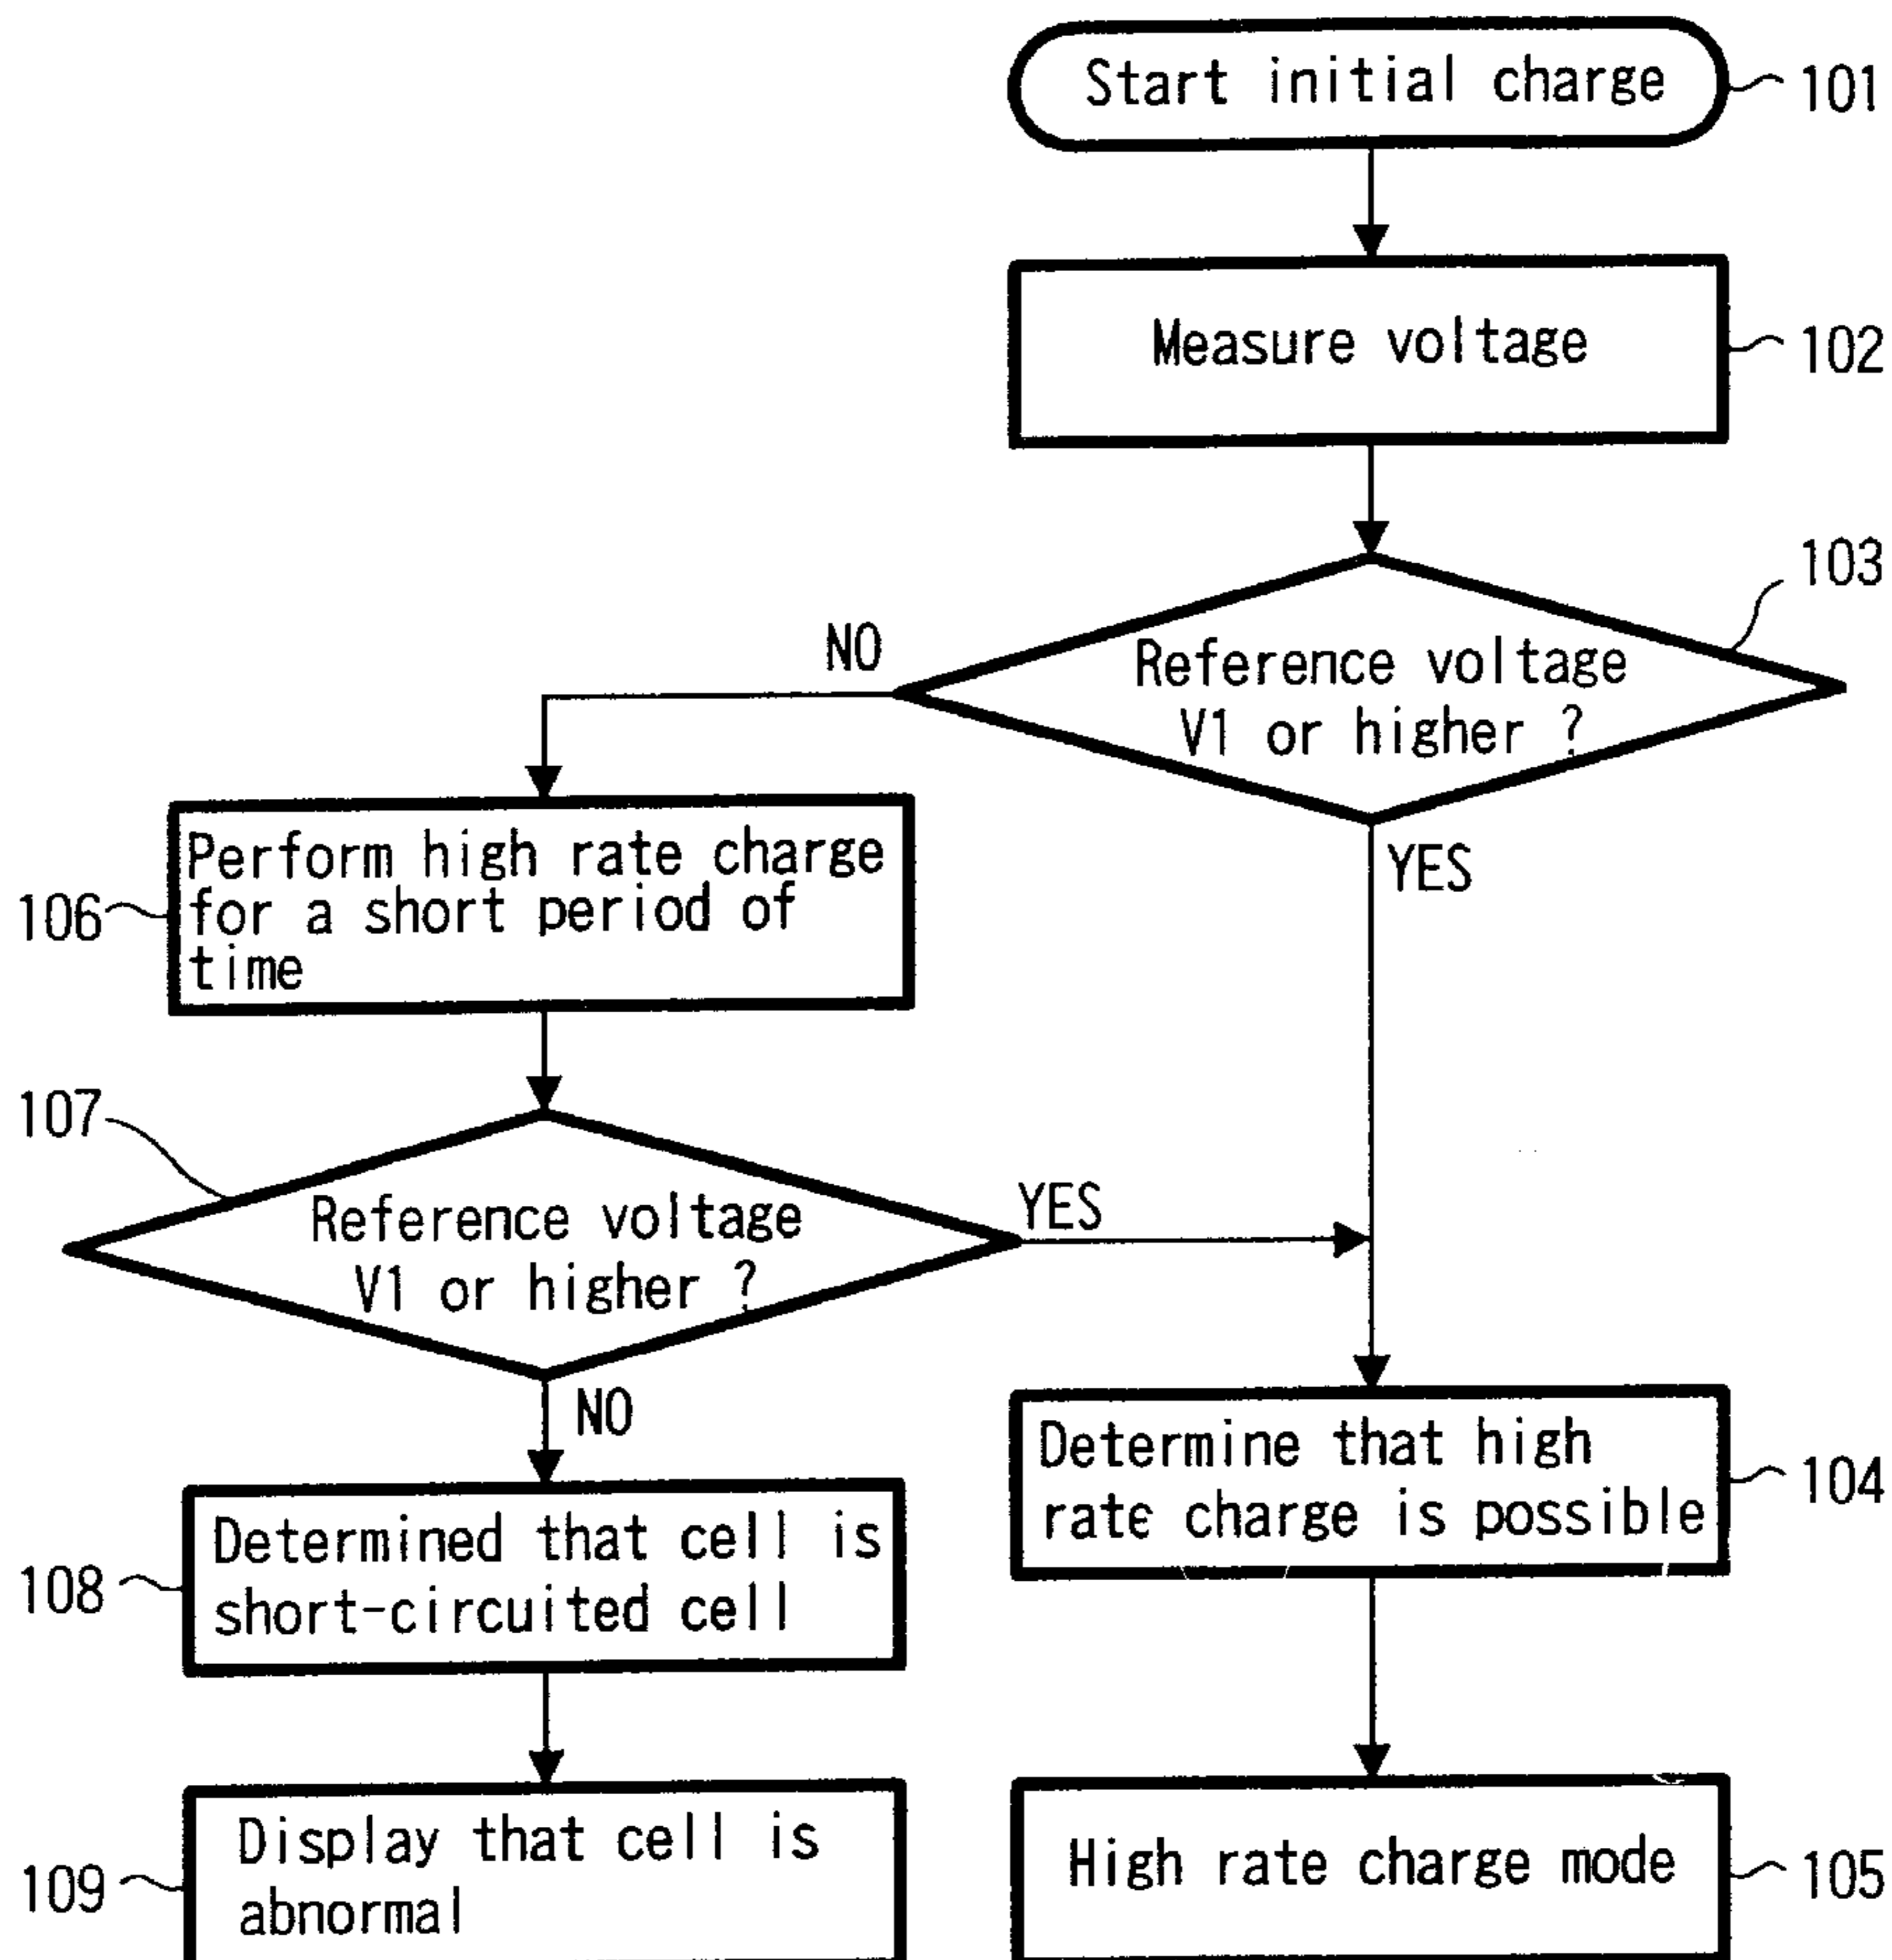 Start initial charge
101
Measure voltage
102
103
NO
Reference voltage
V1 or higher ?
YES
Perform high rate charge
for a short period of
time
106
107
Reference voltage
V1 or higher ?
YES
NO
Determine that high
rate charge is possible
104
Determined that cell is
short-circuited cell
108
Display that cell is
abnormal
109
High rate charge mode
105